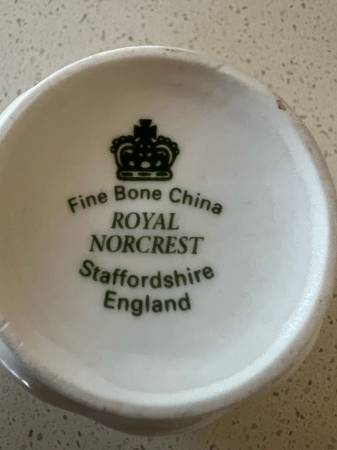 Fine Bone China
ROYAL
NORCREST
Staffordshire
England